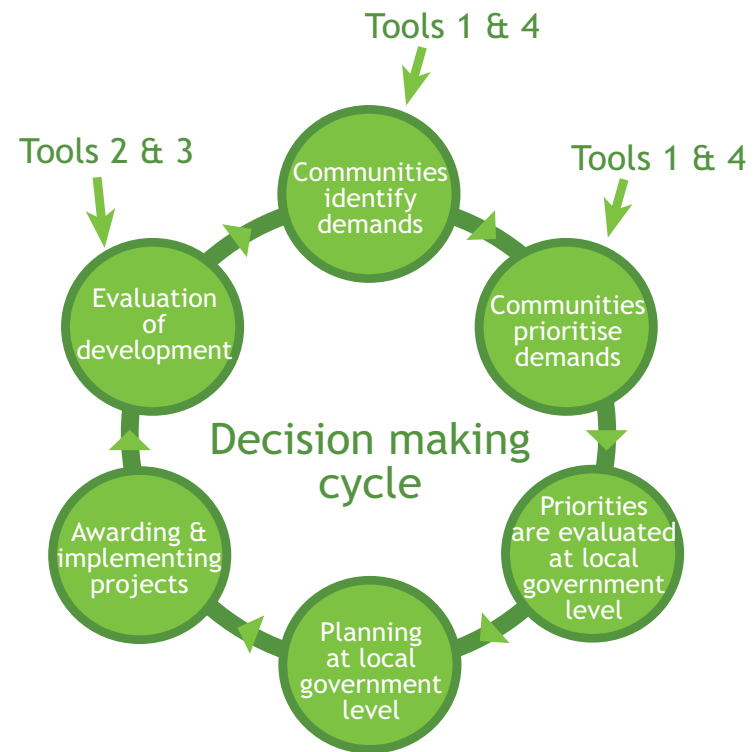 Tools 1 & 4
Tools 2 & 3
Tools 1 & 4
Communities
identify
demands
Communities
prioritise
demands
Priorities
are evaluated
at local
government
level
Planning
at local
government
level
Awarding &
implementing
projects
Evaluation
of
development
Decision making
cycle